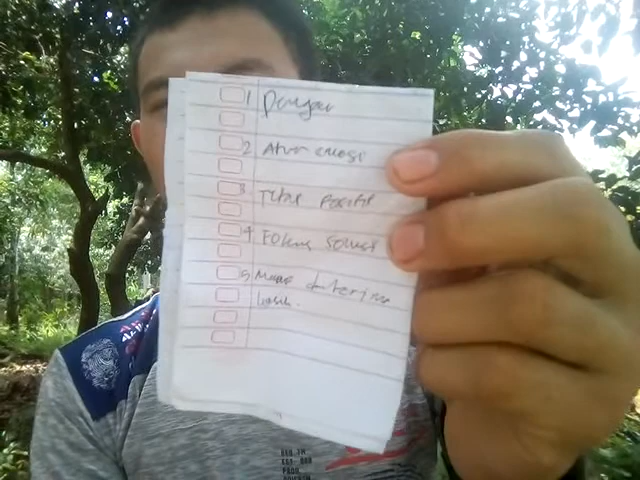 1 Dengar
2 Atur emosi
3 Tetap Positif
4 Fokus Solusi
5 Maaf & terima
kasih.